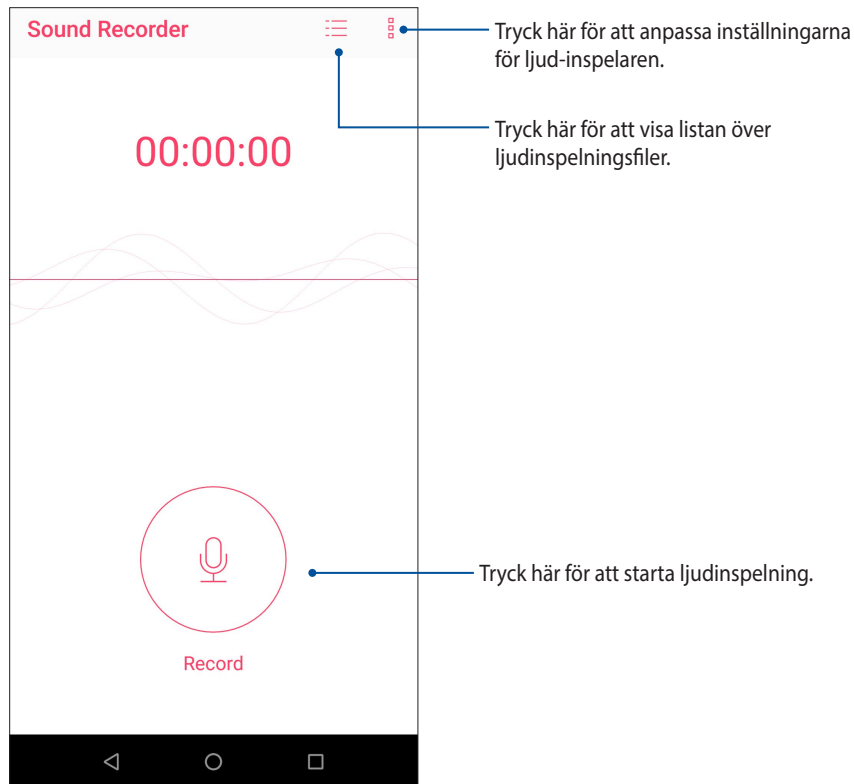 Sound Recorder
Tryck här för att anpassa inställningarna
för ljud-inspelaren.
Tryck här för att visa listan över
ljudinspelningsfiler.
00:00:00
Tryck här för att starta ljudinspelning.
Record